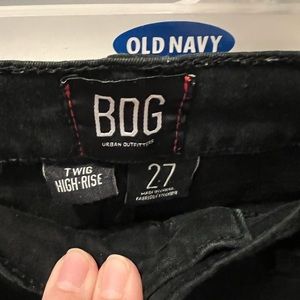 OLD NAVY
BDG
URBAN OUTFITTERS
TWIG
HIGH-RISE
27